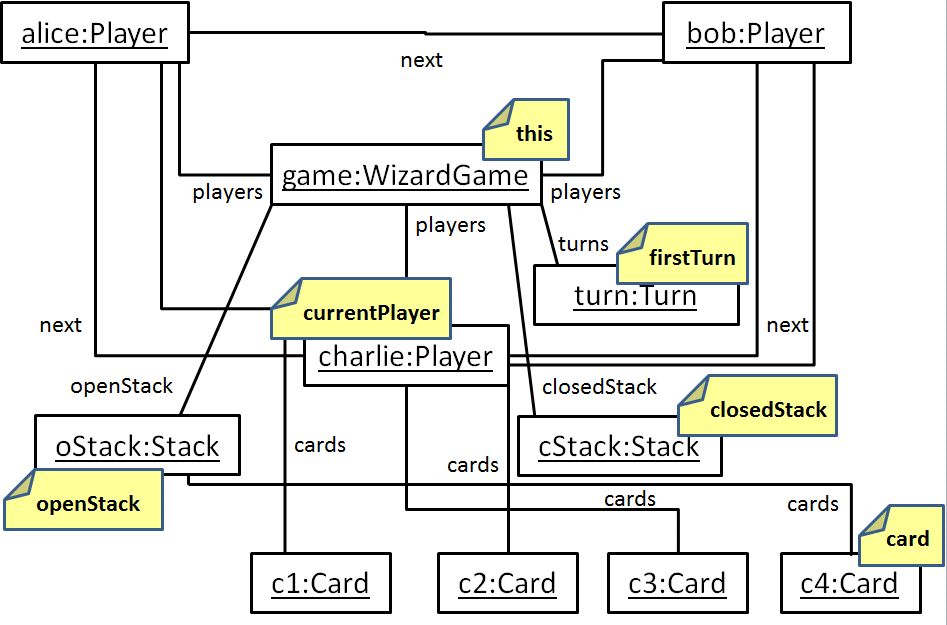 alice:Player
bob:Player
next
this
game:WizardGame
players
players
players
turns
firstTurn
turn:Turn
currentPlayer
next
next
charlie:Player
openStack
closedStack
closedStack
oStack:Stack
cStack:Stack
cards
cards
cards
cards
openStack
card
c1:Card
c2:Card
c3:Card
c4:Card